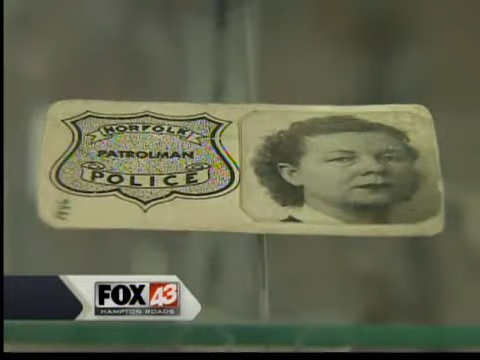 NORFOLK
PATROLMAN
POLICE
FOX 43
HAMPTON ROADS